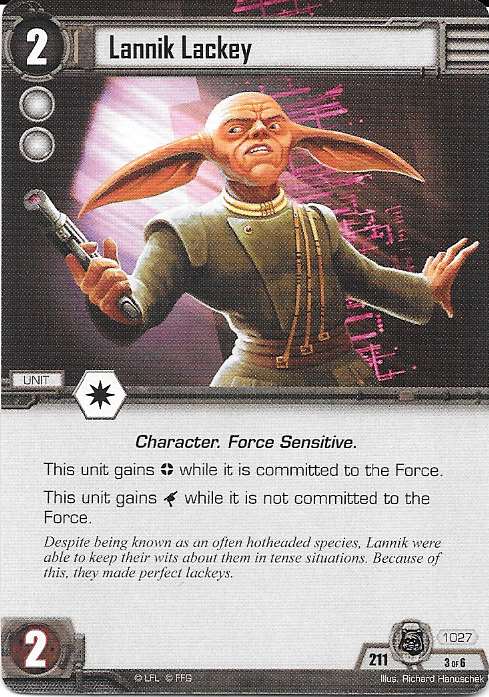 2
Lannik Lackey
UNIT
Character. Force Sensitive.
This unit gains while it is committed to the Force.
This unit gains while it is not committed to the
Force.
Despite being known as an often hotheaded species, Lannik were
able to keep their wits about them in tense situations. Because of
this, they made perfect lackeys.
2
211
1027
3 OF 6
© LFL © FFG
Illus. Richard Hanuschek